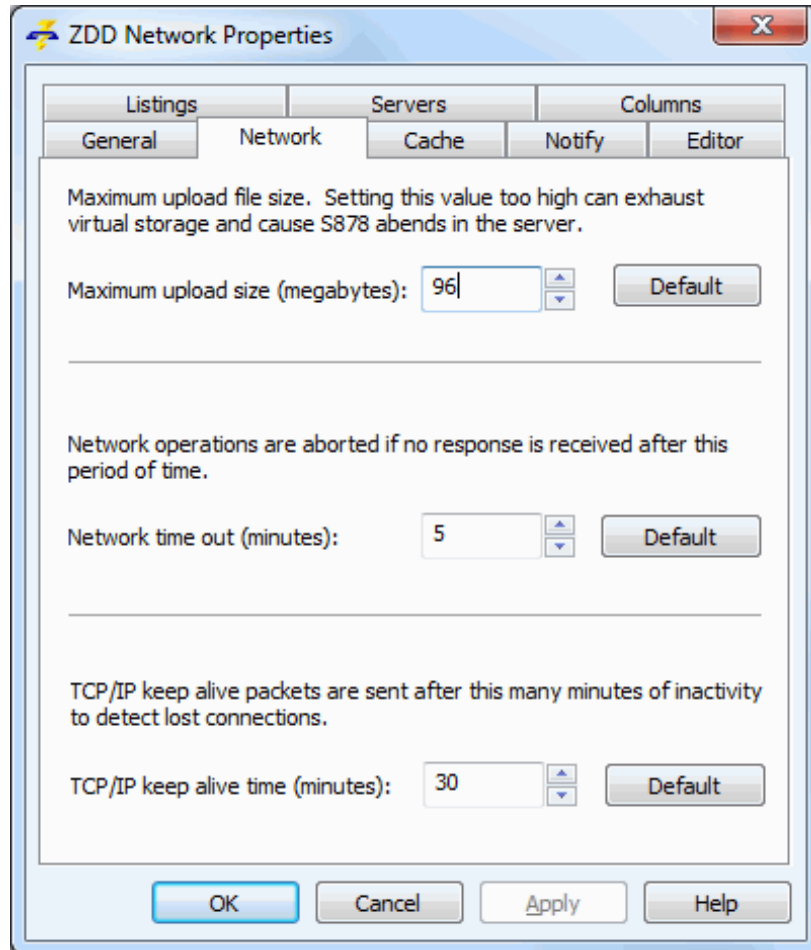 ZDD Network Properties
Listings
Servers
Columns
General
Network
Cache
Notify
Editor
Maximum upload file size.  Setting this value too high can exhaust
virtual storage and cause S878 abends in the server.
Maximum upload size (megabytes):
96
Default
Network operations are aborted if no response is received after this
period of time.
Network time out (minutes):
5
Default
TCP/IP keep alive packets are sent after this many minutes of inactivity
to detect lost connections.
TCP/IP keep alive time (minutes):
30
Default
OK
Cancel
Apply
Help